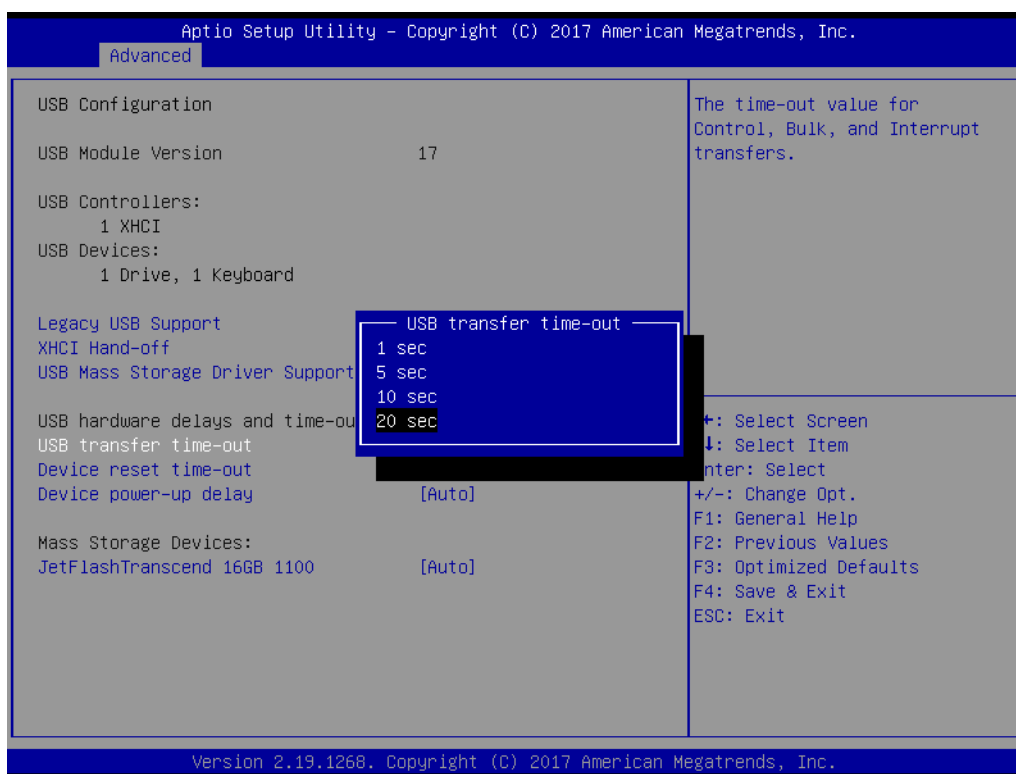 Aptio Setup Utility – Copyright (C) 2017 American Megatrends, Inc.
Advanced
USB Configuration
USB Module Version 17
USB Controllers:
1 XHCI
USB Devices:
1 Drive, 1 Keyboard
Legacy USB Support
XHCI Hand-off
USB Mass Storage Driver Support
USB hardware delays and time-ou
USB transfer time-out
Device reset time-out
Device power-up delay [Auto]
Mass Storage Devices:
JetFlashTranscend 16GB 1100 [Auto]
USB transfer time-out
1 sec
5 sec
10 sec
20 sec
The time-out value for
Control, Bulk, and Interrupt
transfers.
: Select Screen
: Select Item
nter: Select
+/-: Change Opt.
F1: General Help
F2: Previous Values
F3: Optimized Defaults
F4: Save & Exit
ESC: Exit
Version 2.19.1268. Copyright (C) 2017 American Megatrends, Inc.